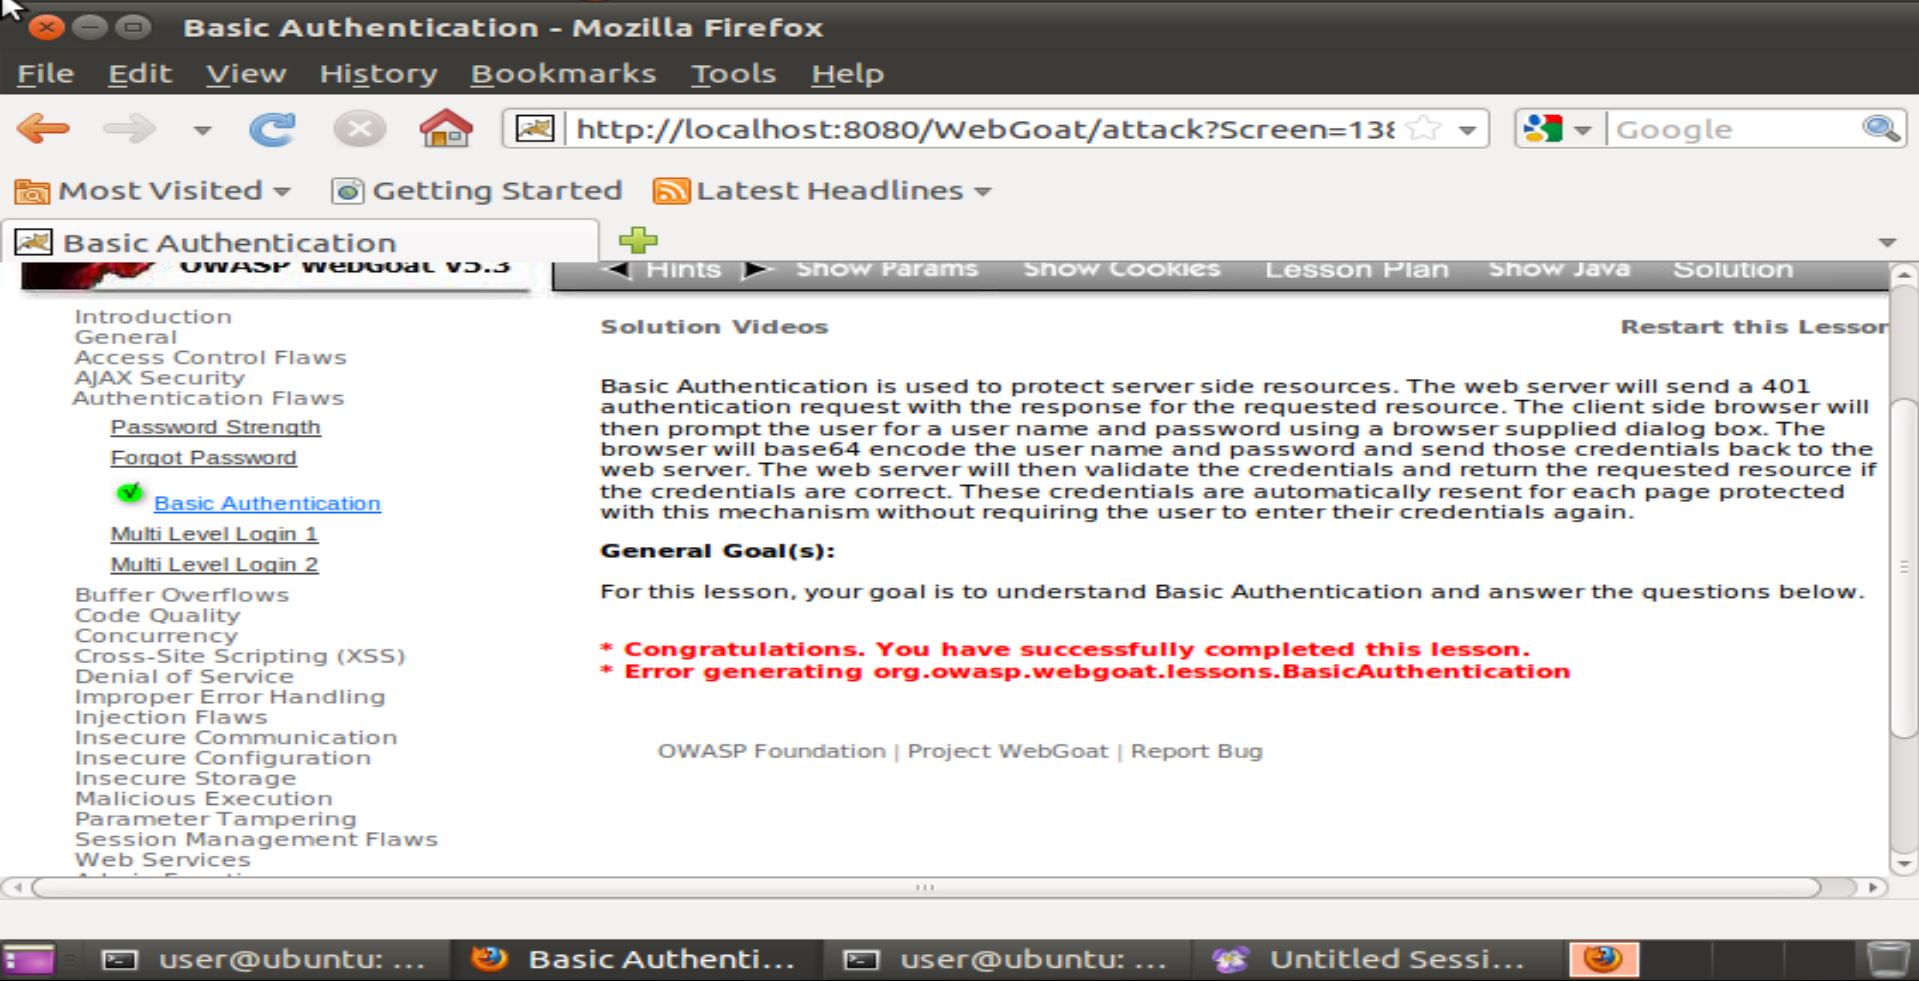 Basic Authentication - Mozilla Firefox
File Edit View History Bookmarks Tools Help
http://localhost:8080/WebGoat/attack?Screen=138 Google
Most Visited Getting Started Latest Headlines
Basic Authentication
OWASP WebGoat V5.3 Hints Show Params Show Cookies Lesson Plan Show Java Solution
Introduction
General
Access Control Flaws
AJAX Security
Authentication Flaws
Password Strength
Forgot Password
Basic Authentication
Multi Level Login 1
Multi Level Login 2
Buffer Overflows
Code Quality
Concurrency
Cross-Site Scripting (XSS)
Denial of Service
Improper Error Handling
Injection Flaws
Insecure Communication
Insecure Configuration
Insecure Storage
Malicious Execution
Parameter Tampering
Session Management Flaws
Web Services
Solution Videos Restart this Lesson
Basic Authentication is used to protect server side resources. The web server will send a 401
authentication request with the response for the requested resource. The client side browser will
then prompt the user for a user name and password using a browser supplied dialog box. The
browser will base64 encode the user name and password and send those credentials back to the
web server. The web server will then validate the credentials and return the requested resource if
the credentials are correct. These credentials are automatically resent for each page protected
with this mechanism without requiring the user to enter their credentials again.
General Goal(s):
For this lesson, your goal is to understand Basic Authentication and answer the questions below.
* Congratulations. You have successfully completed this lesson.
* Error generating org.owasp.webgoat.lessons.BasicAuthentication
OWASP Foundation | Project WebGoat | Report Bug
user@ubuntu: ... Basic Authenti... user@ubuntu: ... Untitled Sessi...